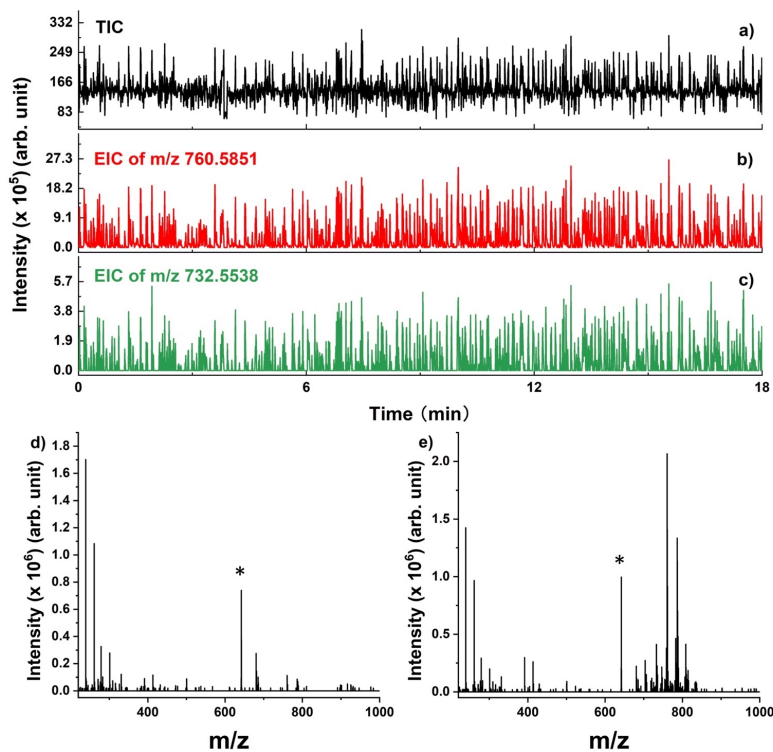 TIC
a)
332
249
166
83
EIC of m/z 760.5851
b)
27.3
18.2
9.1
0.0
EIC of m/z 732.5538
c)
5.7
3.8
1.9
0.0
Intensity (x 10⁵) (arb. unit)
0 6 12 18
Time (min)
d)
1.8
1.6
1.4
1.2
1.0
0.8
0.6
0.4
0.2
0.0
*
Intensity (x 10⁶) (arb. unit)
400 600 800 1000
m/z
e)
2.0
1.5
1.0
0.5
0.0
*
Intensity (x 10⁶) (arb. unit)
400 600 800 1000
m/z